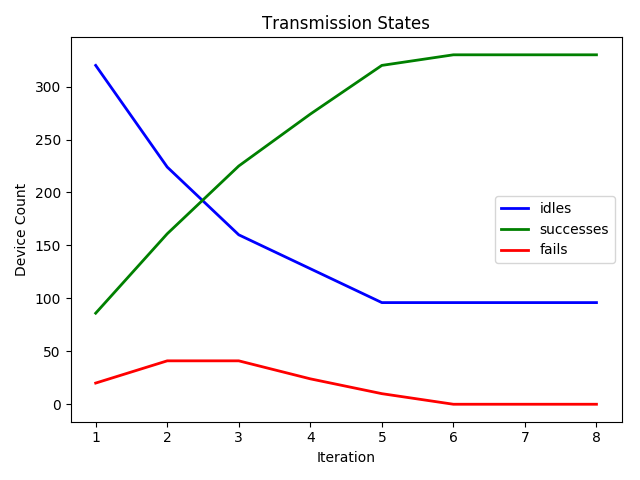 Transmission States
Device Count
300
250
200
150
100
50
0
idles
successes
fails
1 2 3 4 5 6 7 8
Iteration